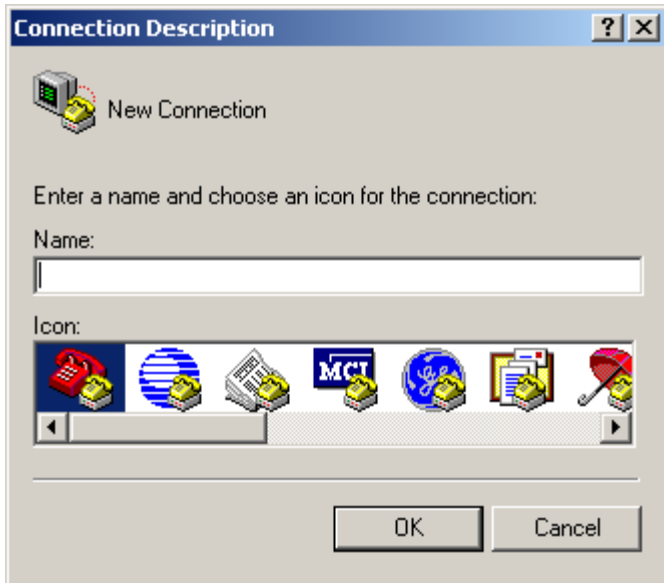 Connection Description
New Connection
Enter a name and choose an icon for the connection:
Name:
Icon:
MCI
OK
Cancel